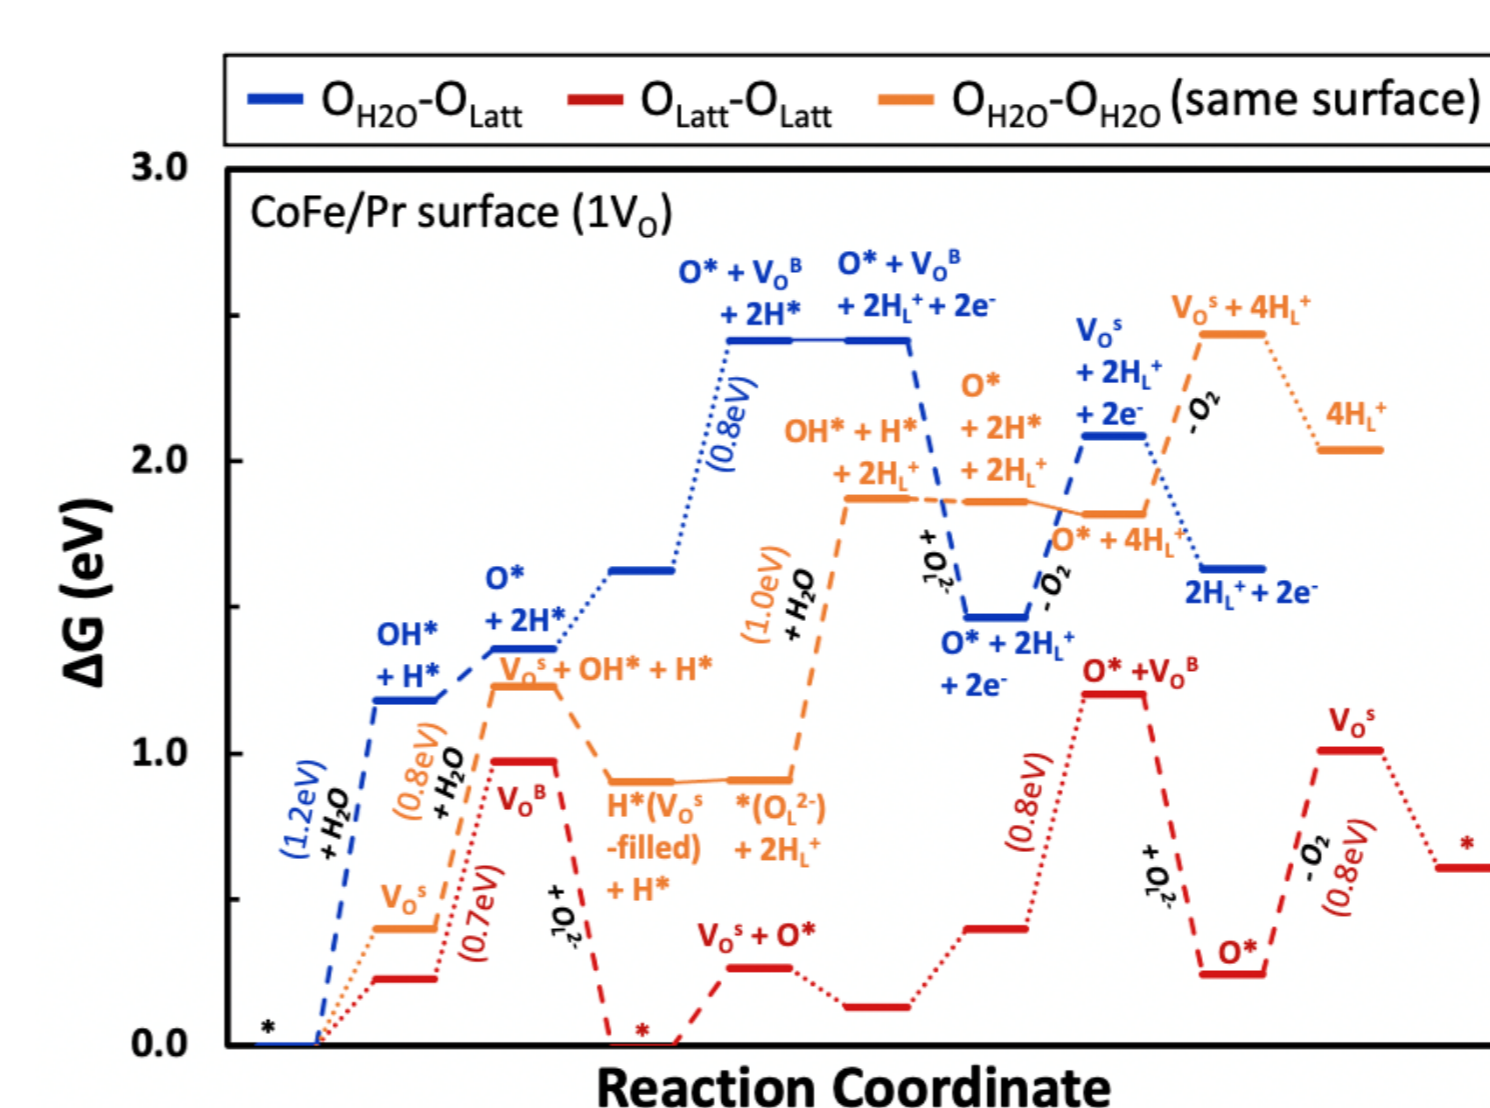 O_H2O-O_Latt O_Latt-O_Latt O_H2O-O_H2O (same surface)
3.0
CoFe/Pr surface (1V_O)
O* + V_O^B
+ 2H*
O* + V_O^B
+ 2H_L^+ + 2e^-
V_O^s + 4H_L^+
V_O^s
+ 2H_L^+
+ 2e^-
- O_2
(0.8eV)
O*
+ 2H*
+ 2H_L^+
4H_L^+
OH* + H*
+ 2H_L^+
2.0
O* + 4H_L^+
+ O_L^2-
- O_2
2H_L^+ + 2e^-
O*
+ 2H*
(1.0eV)
+ H_2O
OH*
+ H*
V_O^s + OH* + H*
O* + 2H_L^+
+ 2e^-
O* +V_O^B
V_O^s
ΔG (eV)
1.0
(1.2eV)
+ H_2O
(0.8eV)
+ H_2O
V_O^B
H*(V_O^s
-filled)
+ H*
*(O_L^2-)
+ 2H_L^+
(0.8eV)
+ O_L^2-
- O_2
(0.8eV)
*
V_O^s
(0.7eV)
+ O_L^2-
V_O^s + O*
O*
*
*
0.0
Reaction Coordinate